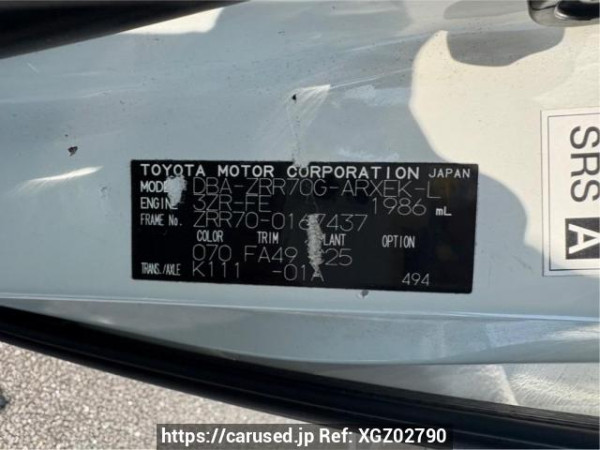 TOYOTA MOTOR CORPORATION JAPAN
MODEL DBA-ZRR70G-ARXEK-L
ENGINE 3ZR-FE 1986 mL
FRAME No. ZRR70-0167437
COLOR TRIM PLANT OPTION
070 FA49
TRANS./AXLE K111 -01A 494
SRS A
https://carused.jp Ref: XGZ02790